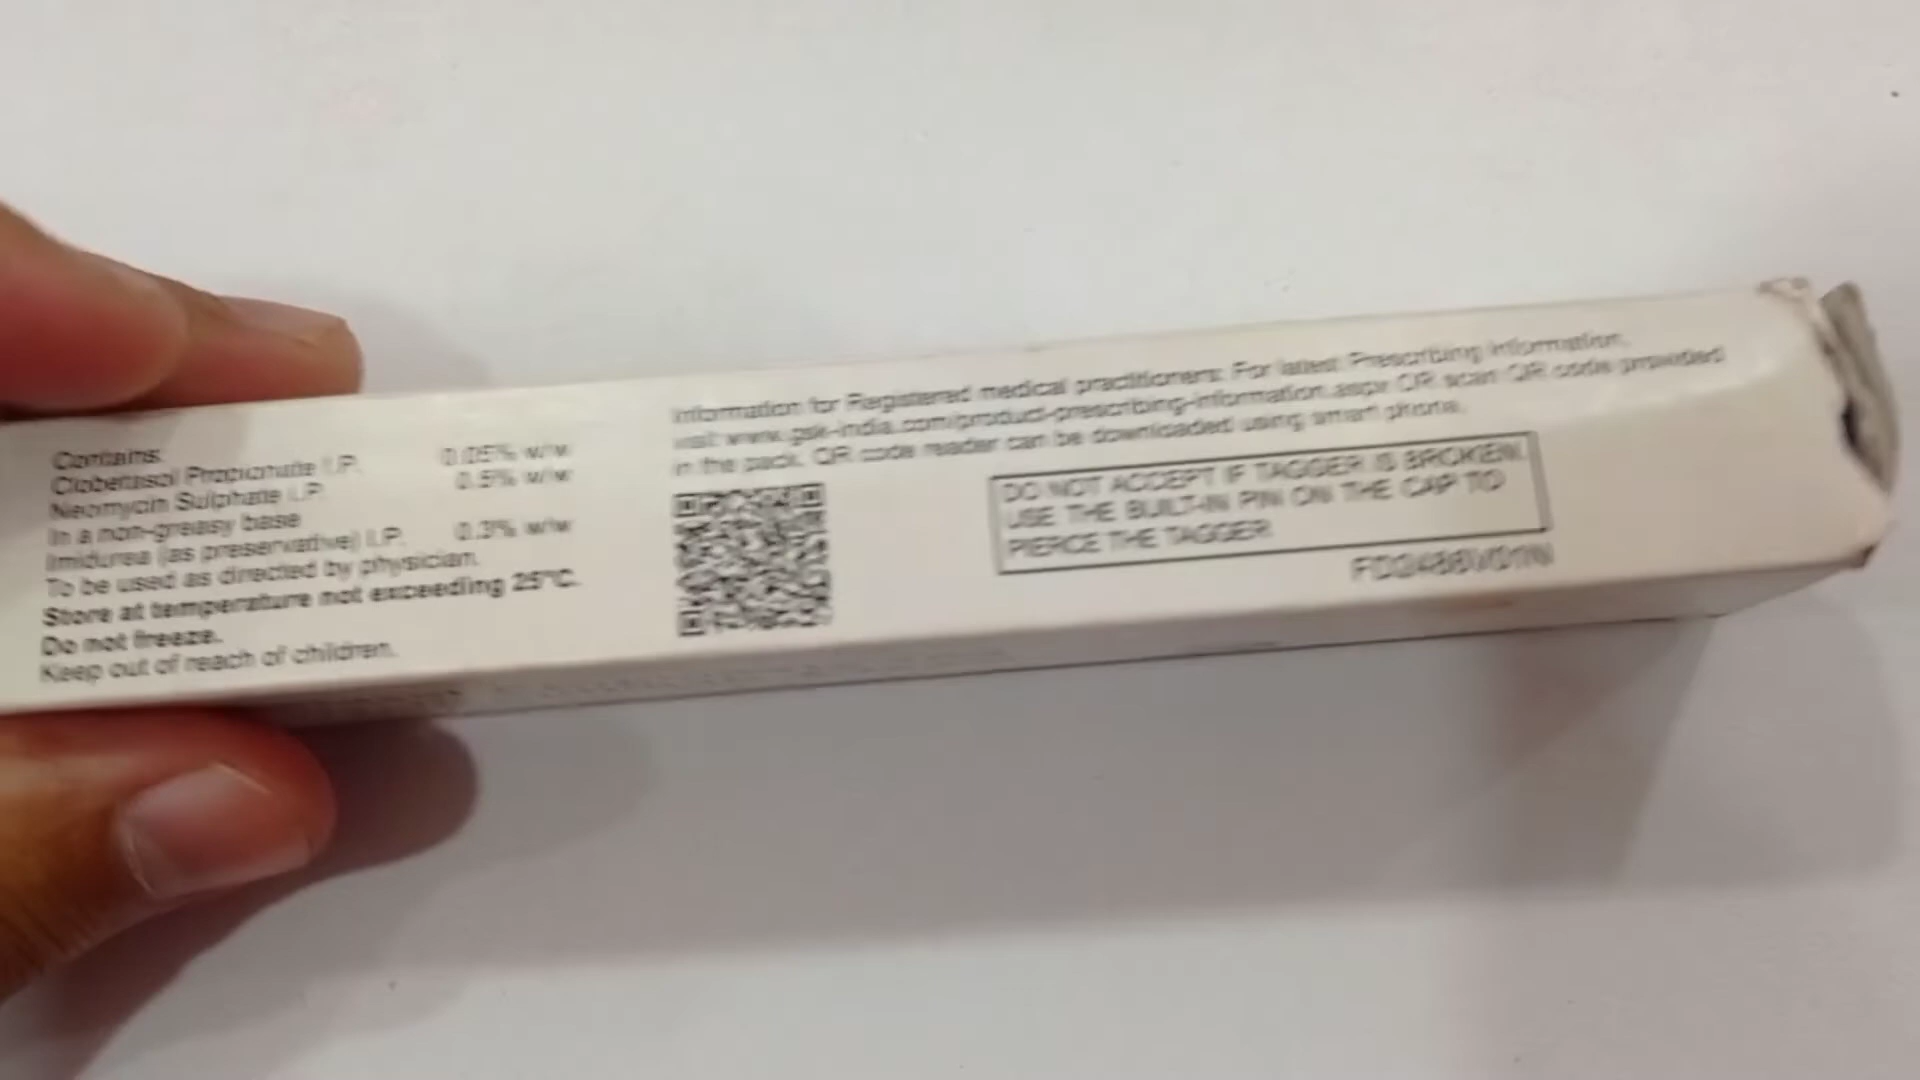 Contains:
Clobetasol Propionate I.P. 0.05% w/w
Neomycin Sulphate I.P. 0.5% w/w
In a non-greasy base
Imidurea (as preservative) I.P. 0.3% w/w
To be used as directed by physician.
Store at temperature not exceeding 25°C.
Do not freeze.
Keep out of reach of children.
Information for Registered medical practitioners: For latest Prescribing Information,
visit www.gsk-india.com/product-prescribing-information.aspx OR scan QR code provided
in the pack. QR code reader can be downloaded using smart phone.
DO NOT ACCEPT IF TAGGER IS BROKEN.
USE THE BUILT-IN PIN ON THE CAP TO
PIERCE THE TAGGER